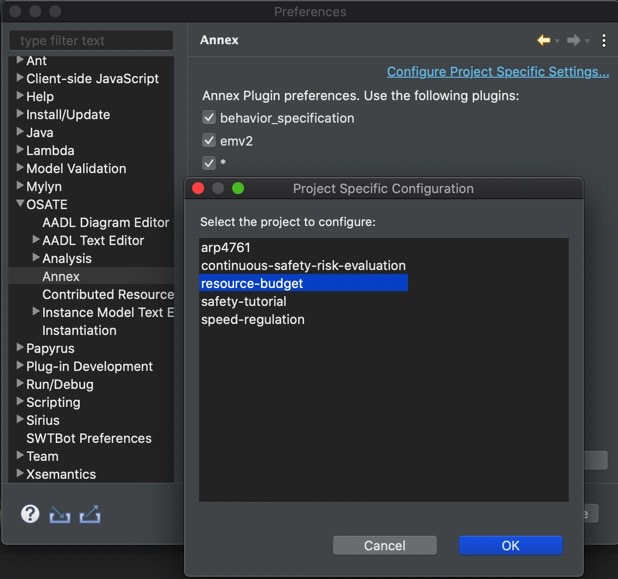 Preferences
type filter text
Annex
Ant
Client-side JavaScript
Help
Install/Update
Java
Lambda
Model Validation
Mylyn
OSATE
AADL Diagram Editor
AADL Text Editor
Analysis
Annex
Contributed Resource
Instance Model Text E
Instantiation
Papyrus
Plug-in Development
Run/Debug
Scripting
Sirius
SWTBot Preferences
Team
Xsemantics
Configure Project Specific Settings...
Annex Plugin preferences. Use the following plugins:
behavior_specification
emv2
*
Project Specific Configuration
Select the project to configure:
arp4761
continuous-safety-risk-evaluation
resource-budget
safety-tutorial
speed-regulation
?
e
Cancel
OK